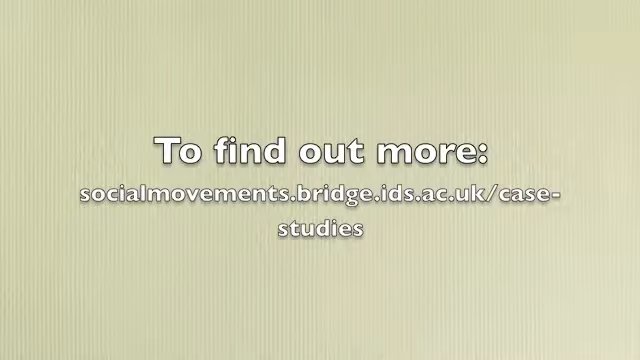 To find out more:
socialmovements.bridge.ids.ac.uk/case-
studies